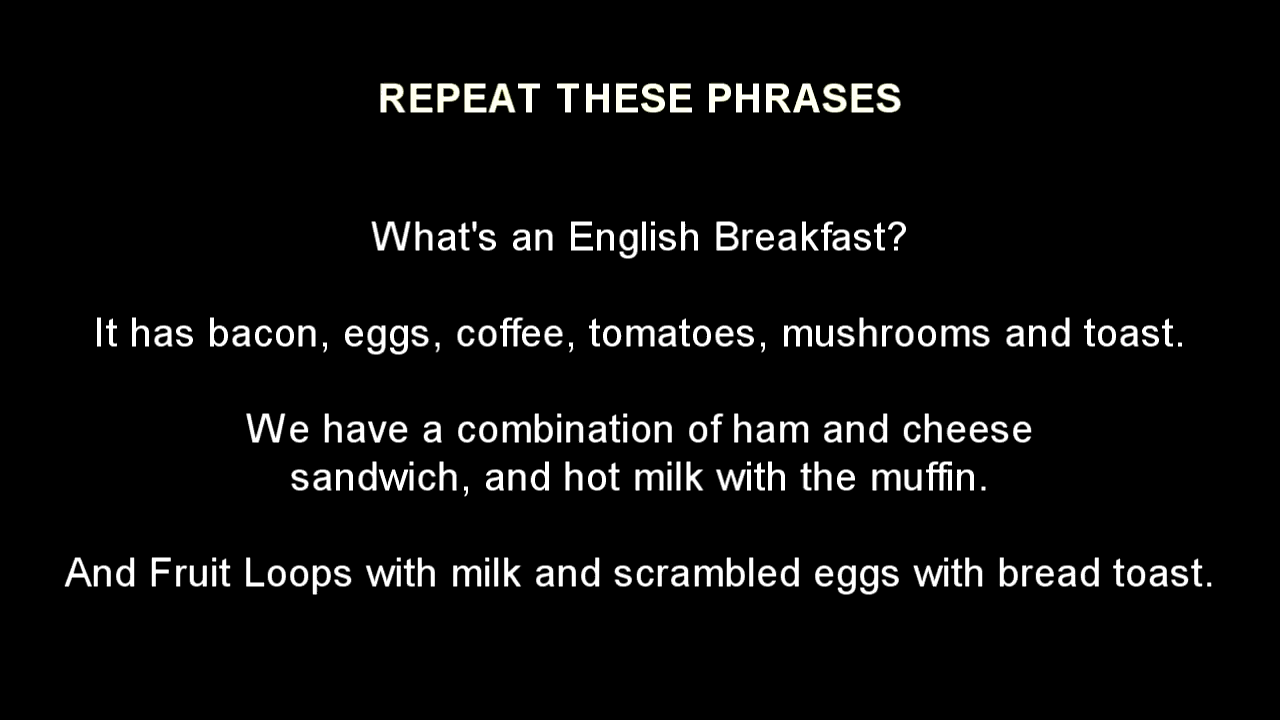 REPEAT THESE PHRASES
What's an English Breakfast?
It has bacon, eggs, coffee, tomatoes, mushrooms and toast.
We have a combination of ham and cheese
sandwich, and hot milk with the muffin.
And Fruit Loops with milk and scrambled eggs with bread toast.